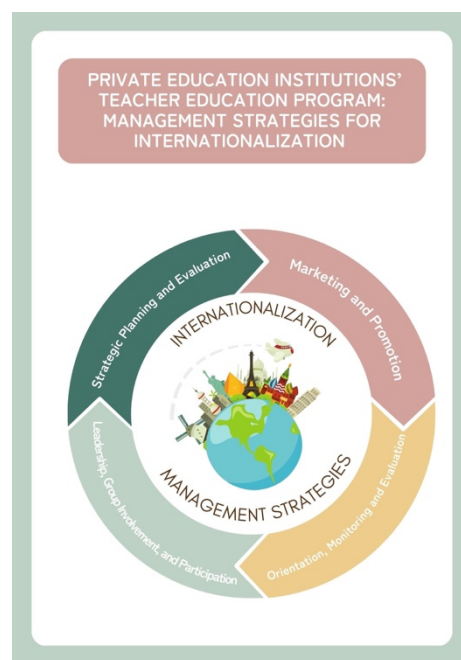 PRIVATE EDUCATION INSTITUTIONS'
TEACHER EDUCATION PROGRAM:
MANAGEMENT STRATEGIES FOR
INTERNATIONALIZATION
Strategic Planning and Evaluation
Marketing and Promotion
INTERNATIONALIZATION
MANAGEMENT STRATEGIES
Leadership, Group Involvement, and Participation
Orientation, Monitoring and Evaluation